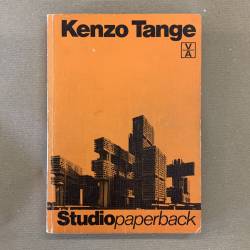 Kenzo Tange
V
A
Studiopaperback